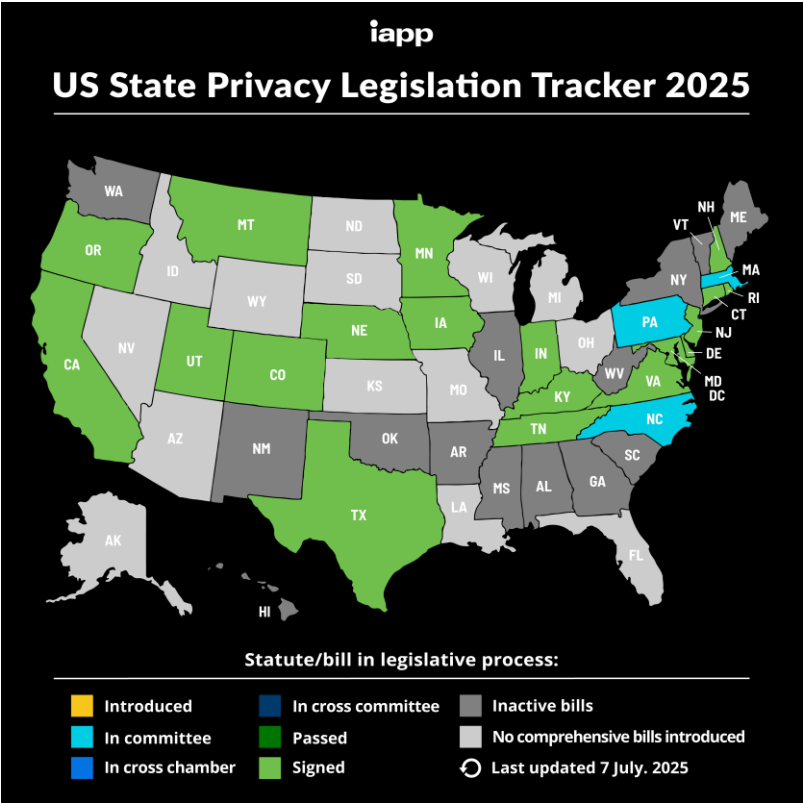 iapp
US State Privacy Legislation Tracker 2025
WA
MT
ND
MN
OR
ID
SD
WI
MI
WY
NH
VT
ME
NY
MA
RI
CT
PA
NJ
DE
MD
DC
NE
IA
IL
IN
OH
WV
VA
CA
NV
UT
CO
KS
MO
KY
NC
TN
AZ
NM
OK
AR
SC
MS
AL
GA
TX
LA
AK
FL
HI
Statute/bill in legislative process:
Introduced
In cross committee
Inactive bills
In committee
Passed
No comprehensive bills introduced
In cross chamber
Signed
Last updated 7 July. 2025